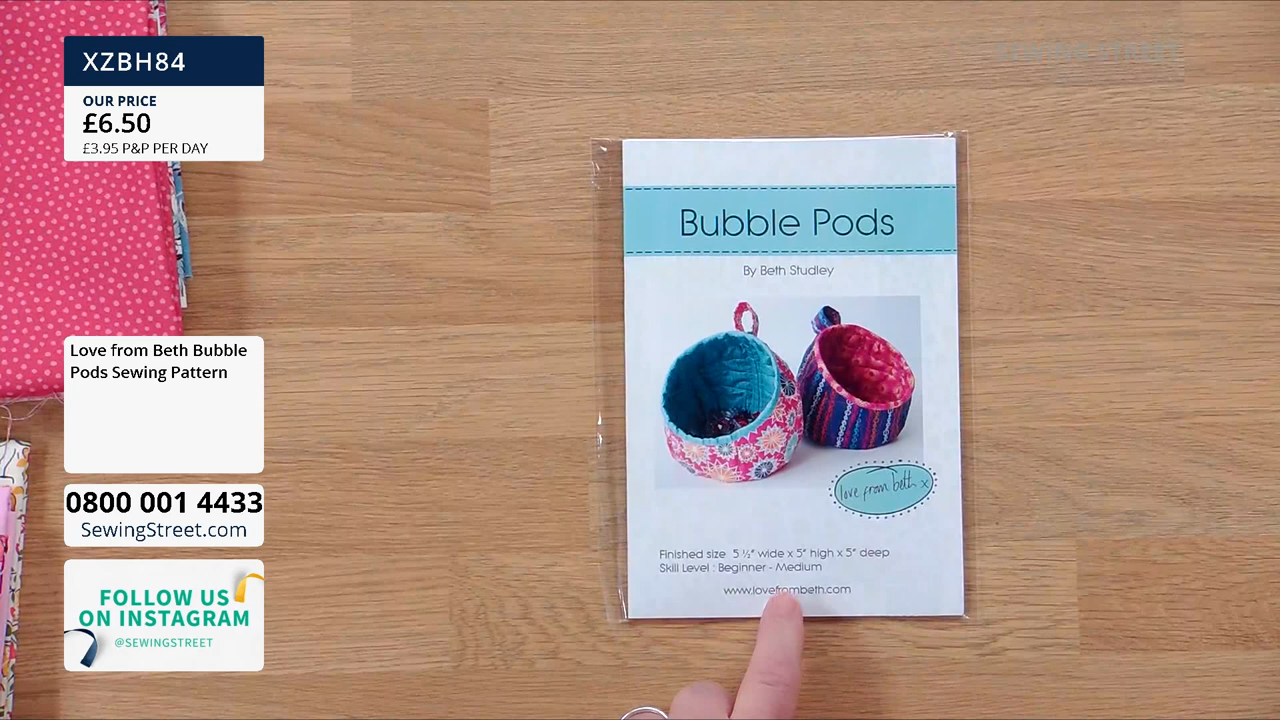 XZBH84
OUR PRICE
£6.50
£3.95 P&P PER DAY
Love from Beth Bubble
Pods Sewing Pattern
0800 001 4433
SewingStreet.com
FOLLOW US
ON INSTAGRAM
@SEWINGSTREET
SEWING STREET
Bubble Pods
By Beth Studley
love from beth x
Finished size 5 ½" wide x 5" high x 5" deep
Skill Level : Beginner - Medium
www.lovefrombeth.com